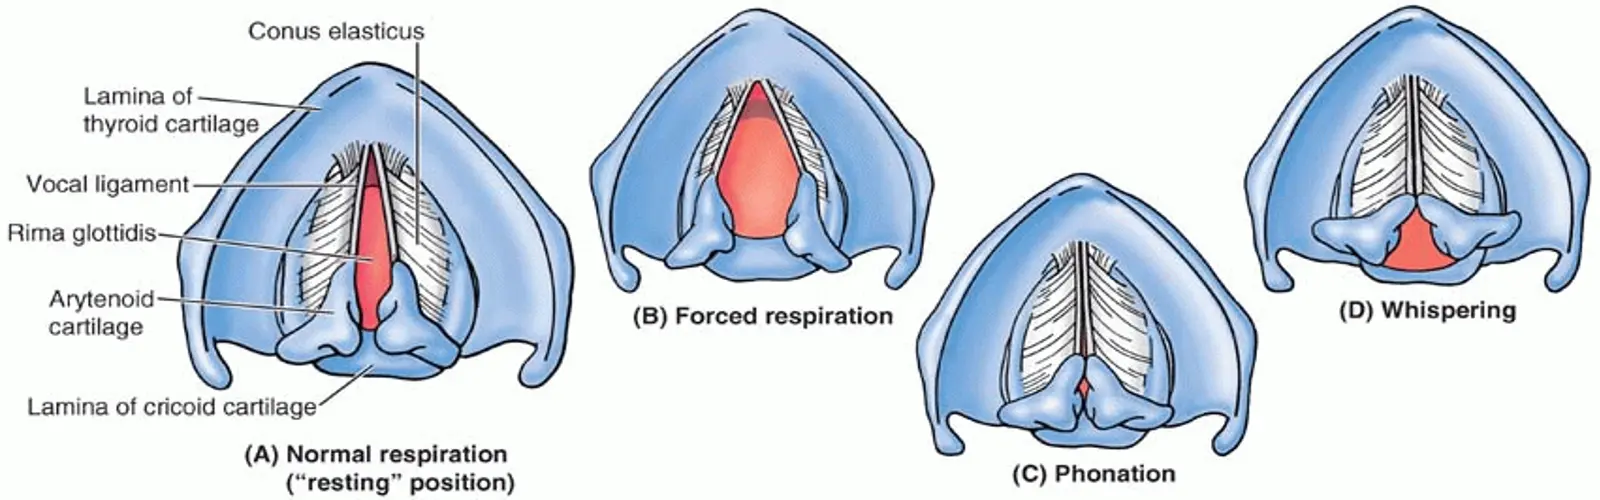 Conus elasticus
Lamina of
thyroid cartilage
Vocal ligament
Rima glottidis
Arytenoid
cartilage
Lamina of cricoid cartilage
(A) Normal respiration
(“resting” position)
(B) Forced respiration
(C) Phonation
(D) Whispering